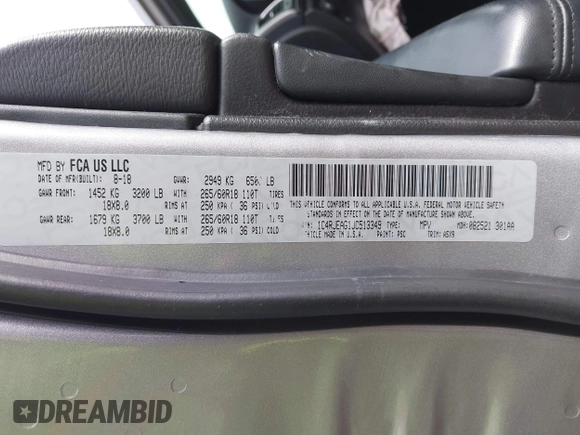 MFD BY FCA US LLC
DATE OF MFR(BUILT): 8-18 GVWR: 2949 KG LB
GAWR FRONT: 1452 KG 3200 LB WITH 265/60R18 110T TIRES
18X8.0 RIMS AT 250 KPA ( 36 PSI) COLD
GAWR REAR: 1679 KG 3700 LB WITH 265/60R18 110T
18X8.0 RIMS AT 250 KPA ( 36 PSI) COLD
THIS VEHICLE CONFORMS TO ALL APPLICABLE U.S.A. FEDERAL MOTOR VEHICLE SAFETY
STANDARDS IN EFFECT ON THE DATE OF MANUFACTURE SHOWN ABOVE.
1C4RJEAG1JC513349 TYPE: MPV MDH: 082521 301AA
VEHICLE MADE IN U.S.A. PAINT: PSC TRIM: A5X9
DREAMBID